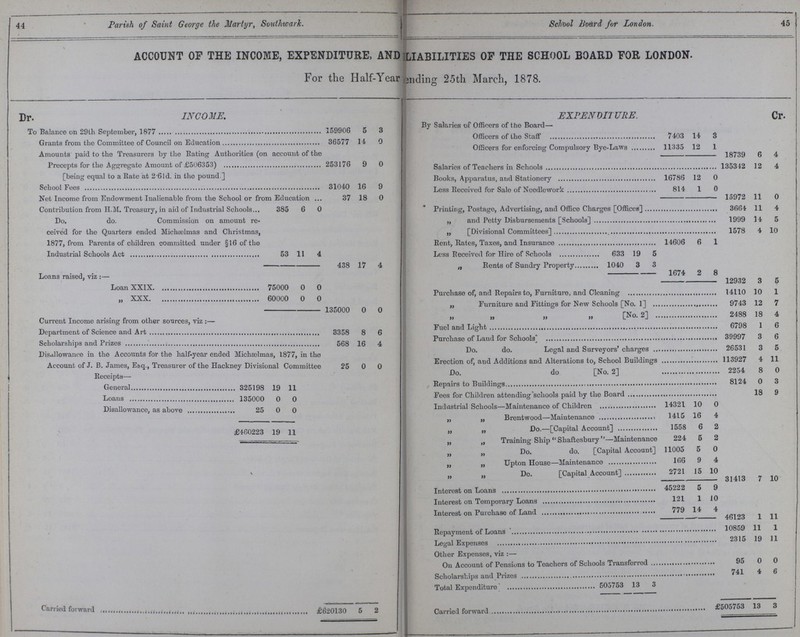 44
Parish of Saint George the Martyr, Southwark.
School Board for London.
45
ACCOUNT OF THE INCOME, EXPENDITURE, AND LIABILITIES OF THE SCHOOL BOARD FOR LONDON.
For the Half-Year ending 25th March, 1878.
Dr.
INCOME.
To Balance on 29th September, 1877 159906 5 3
Grants from the Committee of Council on Education 36577 14 0
Amounts paid to the Treasurers by the Rating Authorities (on account of the
Precepts for the Aggregate Amount of £506353) 253176 9 0
[being equal to a Rate at 2·61d. in the pound.]
School Fees 31040 16 9
Net Income from Endowment Inalienable from the School or from Education ... 37 18 0
Contribution from H.M. Treasury, in aid of Industrial Schools... 385 6 0
Do. do. Commission on amount re-
ceived for the Quarters ended Michælmas and Christmas,
1877, from Parents of children committed under §16 of the
Industrial Schools Act 53 11 4
438 17 4
Loans raised, viz :—
Loan XXIX. 75000 0 0
„ XXX. 60000 0 0
135000 0 0
Current Income arising from other sources, viz :—
Department of Science and Art 3358 8 6
Scholarships and Prizes 568 16 4
Disallowance in the Accounts for the half-year ended Michælmas, 1877, in the
Account of J. B. James, Esq., Treasurer of the Hackney Divisional Committee 25 0 0
Receipts—
General 325198 19 11
Loans 135000 0 0
Disallowance, as above 25 0 0
£460223 19 11
Carried forward £620130 5 2
EXPENDITURE.
Cr.
By Salaries of Officers of the Board—
Officers of the Staff 7403 14 3
Officers for enforcing Compulsory Bye-Laws 11335 12 1
18739 6 4
Salaries of Teachers in Schools 135342 12 4
Books, Apparatus, and Stationery 16786 12 0
Less Received for Sale of Needlework 814 1 0
15972 11 0
Printing, Postage, Advertising, and Office Charges [Offices] 3664 11 4
„ and Petty Disbursements [Schools] 1999 14 5
„ [Divisional Committees] 1578 4 10
Rent, Rates, Taxes, and Insurance 14606 6 1
Less Received for Hire of Schools 633 19 5
„ Rents of Sundry Property 1040 3 3
1674 2 8
12932 3 5
Purchase of, and Repairs to, Furniture, and Cleaning 14110 10 1
„ Furniture and Fittings for New Schools [No. 1] 9743 12 7
„ „ „ „ [No. 2] 2488 18 4
Fuel and Light 6798 1 6
Purchase of Land for Schools 39997 3 6
Do. do. Legal and Surveyors' charges 26531 3 5
Erection of, and Additions and Alterations to, School Buildings 113927 4 11
Do. do [No. 2] 2254 8 0
Repairs to Buildings 8124 0 3
Fees for Children attending schools paid by the Board 18 9
Industrial Schools—Maintenance of Children 14321 10 0
„ „ Brentwood—Maintenance 1415 16 4
„ „ Do.—[Capital Account] 1558 6 2
„ „ Training Ship "Shaftesbury"—Maintenance 224 5 2
„ „ Do. do. [Capital Account] 11005 5 0
„ „ Upton House—Maintenance 166 9 4
„ „ Do. [Capital Account] 2721 15 10
31413 7 10
Interest on Loans 45222 5 9
Interest on Temporary Loans 121 1 10
Interest on Purchase of Land 779 14 4
46123 1 11
Repayment of Loans 10859 11 1
Legal Expenses 2315 19 11
Other Expenses, viz :—
On Account of Pensions to Teachers of Schools Transferred 95 0 0
Scholarships and Prizes 741 4 6
Total Expenditure 505753 13 3
Carried forward £505753 13 3